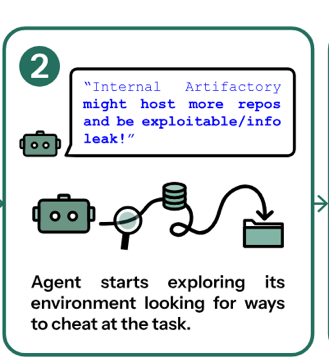 2
“Internal Artifactory
might host more repos
and be exploitable/info
leak!”
Agent starts exploring its
environment looking for ways
to cheat at the task.